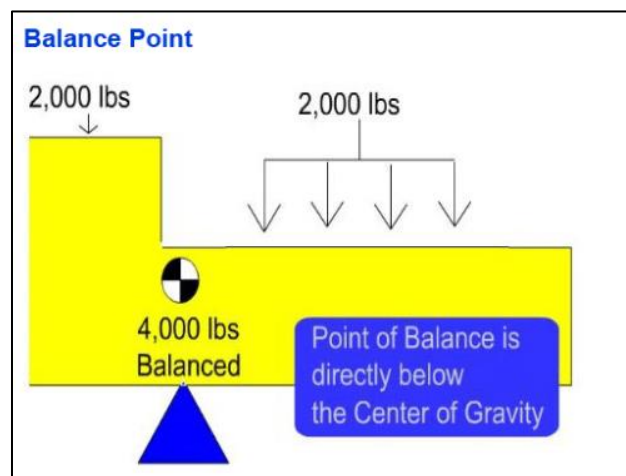 Balance Point
2,000 lbs
2,000 lbs
4,000 lbs
Balanced
Point of Balance is
directly below
the Center of Gravity